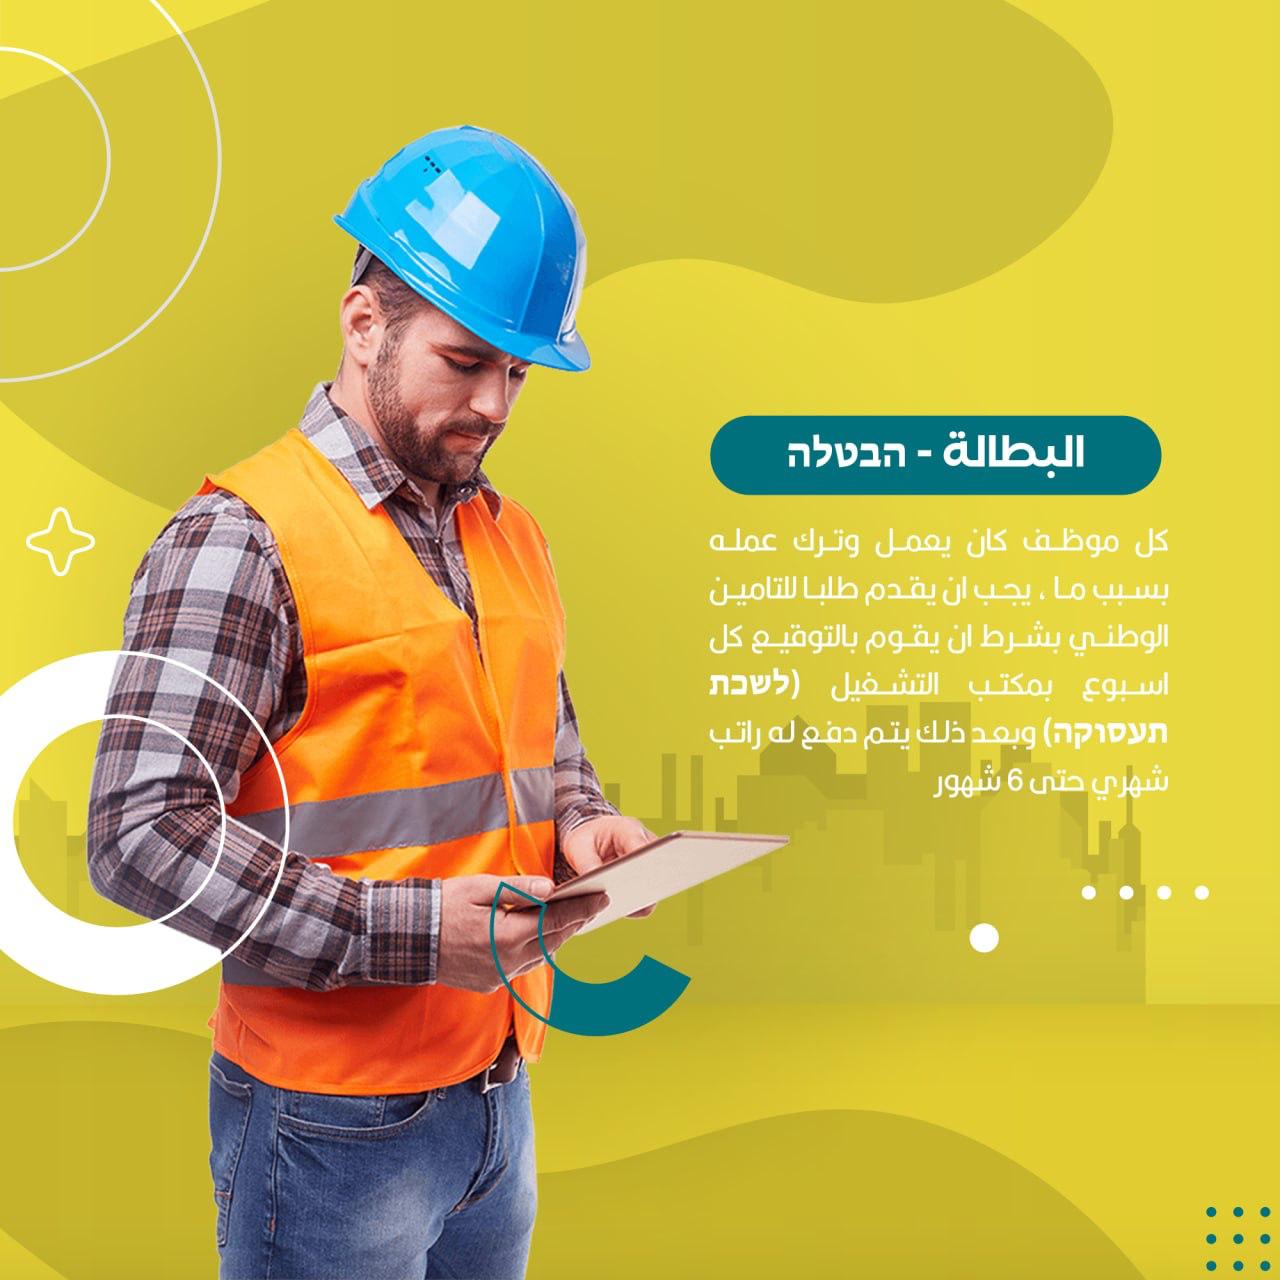 البطالة - הבטלה
كل موظف كان يعمل وترك عمله
بسبب ما ، يجب ان يقدم طلبا للتامين
الوطني بشرط ان يقوم بالتوقيع كل
اسبوع بمكتب التشغيل (לשכת
תעסוקה) وبعد ذلك يتم دفع له راتب
شهري حتى 6 شهور